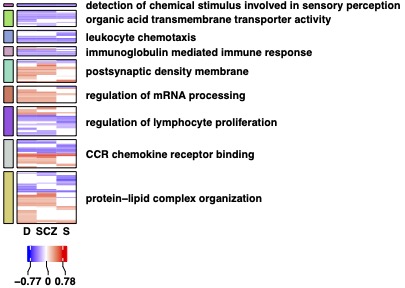 detection of chemical stimulus involved in sensory perception
organic acid transmembrane transporter activity
leukocyte chemotaxis
immunoglobulin mediated immune response
postsynaptic density membrane
regulation of mRNA processing
regulation of lymphocyte proliferation
CCR chemokine receptor binding
protein−lipid complex organization
D SCZ S
−0.77 0 0.78